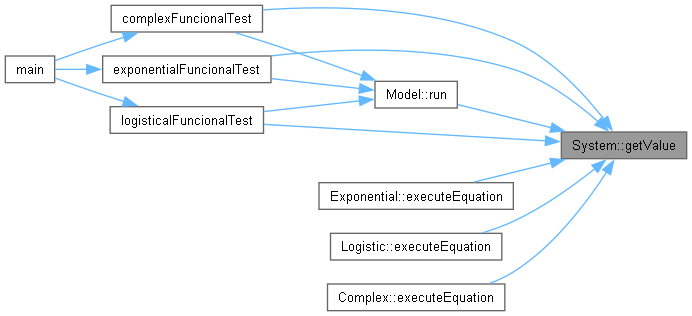 complexFuncionalTest
main
exponentialFuncionalTest
Model::run
logisticalFuncionalTest
System::getValue
Exponential::executeEquation
Logistic::executeEquation
Complex::executeEquation